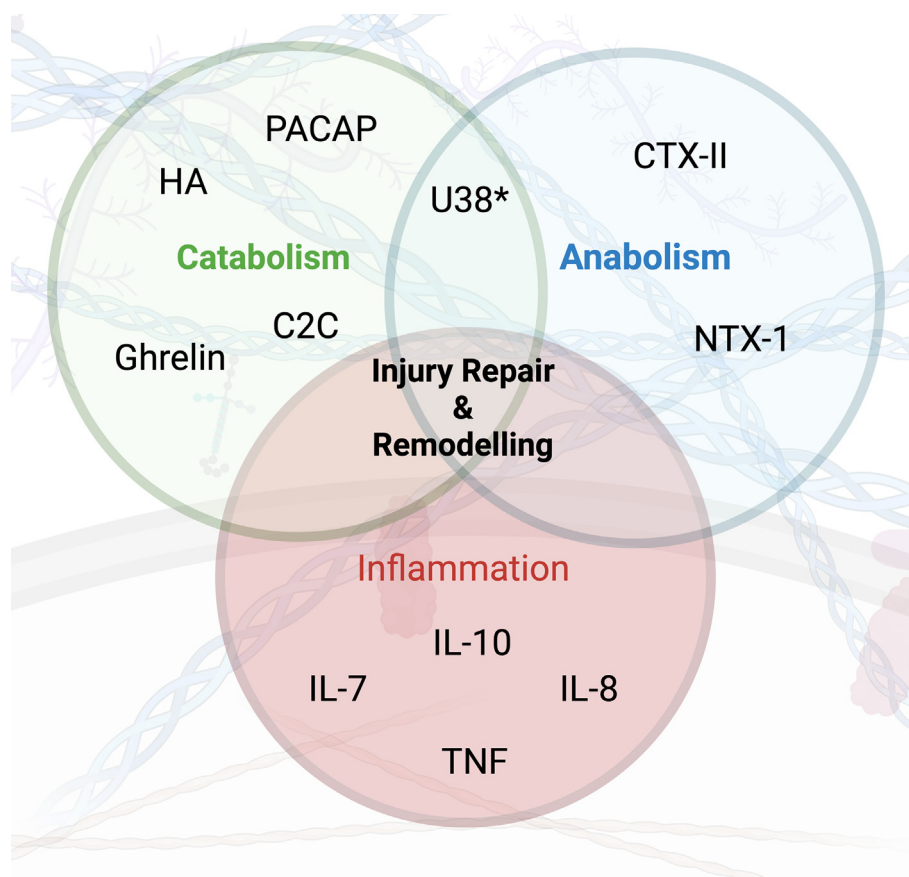 PACAP
CTX-II
HA
U38*
Catabolism
Anabolism
C2C
NTX-1
Ghrelin
Injury Repair
&
Remodelling
Inflammation
IL-10
IL-7
IL-8
TNF